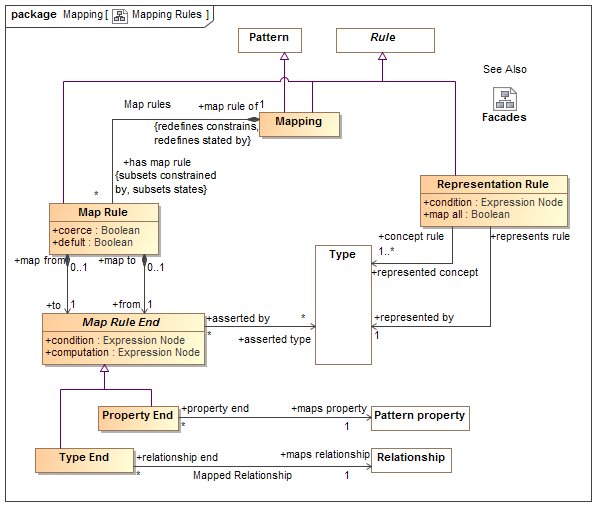 package Mapping [ Mapping Rules ]
Pattern
Rule
See Also
Facades
Map rules
+map rule of
1
Mapping
{redefines constrains,
redefines stated by}
+has map rule
{subsets constrained
by, subsets states}
*
Representation Rule
+condition : Expression Node
+map all : Boolean
Map Rule
+coerce : Boolean
+defult : Boolean
+concept rule
+represents rule
1..*
Type
+represented concept
+map from
0..1
+map to
0..1
+to
1
+from
1
+represented by
1
Map Rule End
+condition : Expression Node
+computation : Expression Node
+asserted by
*
*
+asserted type
Property End
+property end
*
+maps property
1
Pattern property
Type End
+relationship end
*
Mapped Relationship
+maps relationship
1
Relationship